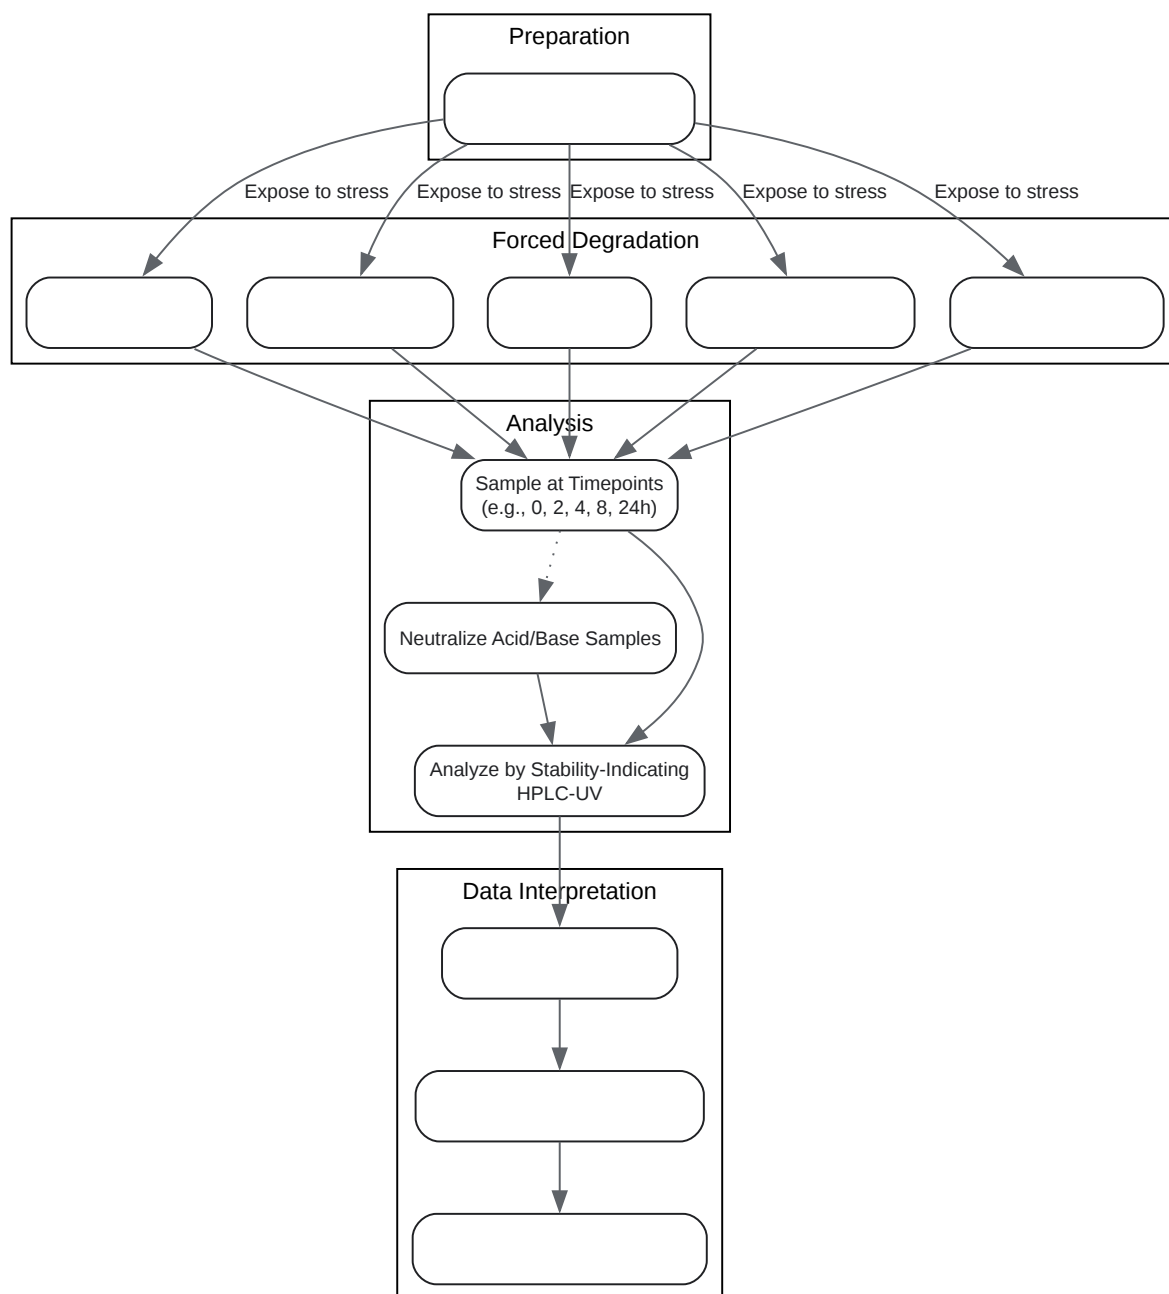 Preparation
Expose to stress
Expose to stress
Expose to stress
Expose to stress
Expose to stress
Forced Degradation
Analysis
Sample at Timepoints
(e.g., 0, 2, 4, 8, 24h)
Neutralize Acid/Base Samples
Analyze by Stability-Indicating
HPLC-UV
Data Interpretation